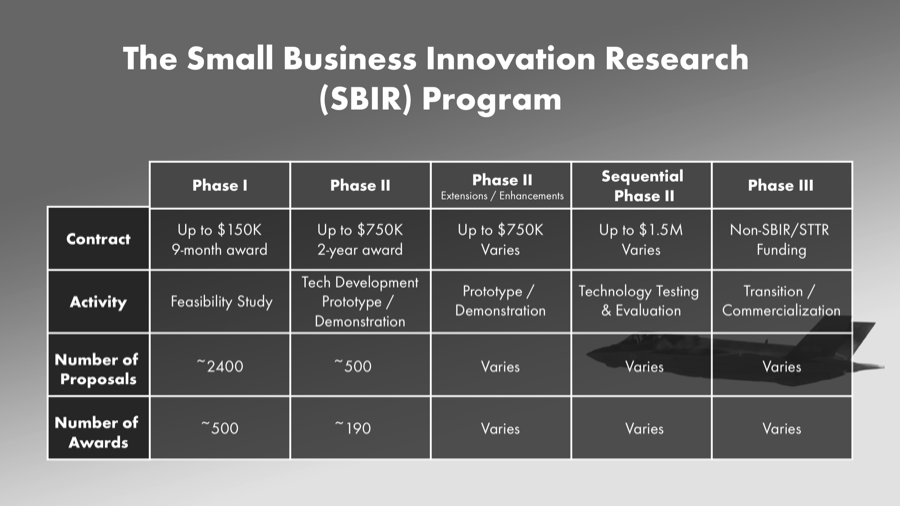 The Small Business Innovation Research
(SBIR) Program
Phase I
Phase II
Phase II
Extensions / Enhancements
Sequential
Phase II
Phase III
Contract
Up to $150K
9-month award
Up to $750K
2-year award
Up to $750K
Varies
Up to $1.5M
Varies
Non-SBIR/STTR
Funding
Activity
Feasibility Study
Tech Development
Prototype /
Demonstration
Prototype /
Demonstration
Technology Testing
& Evaluation
Transition /
Commercialization
Number of
Proposals
~2400
~500
Varies
Varies
Varies
Number of
Awards
~500
~190
Varies
Varies
Varies